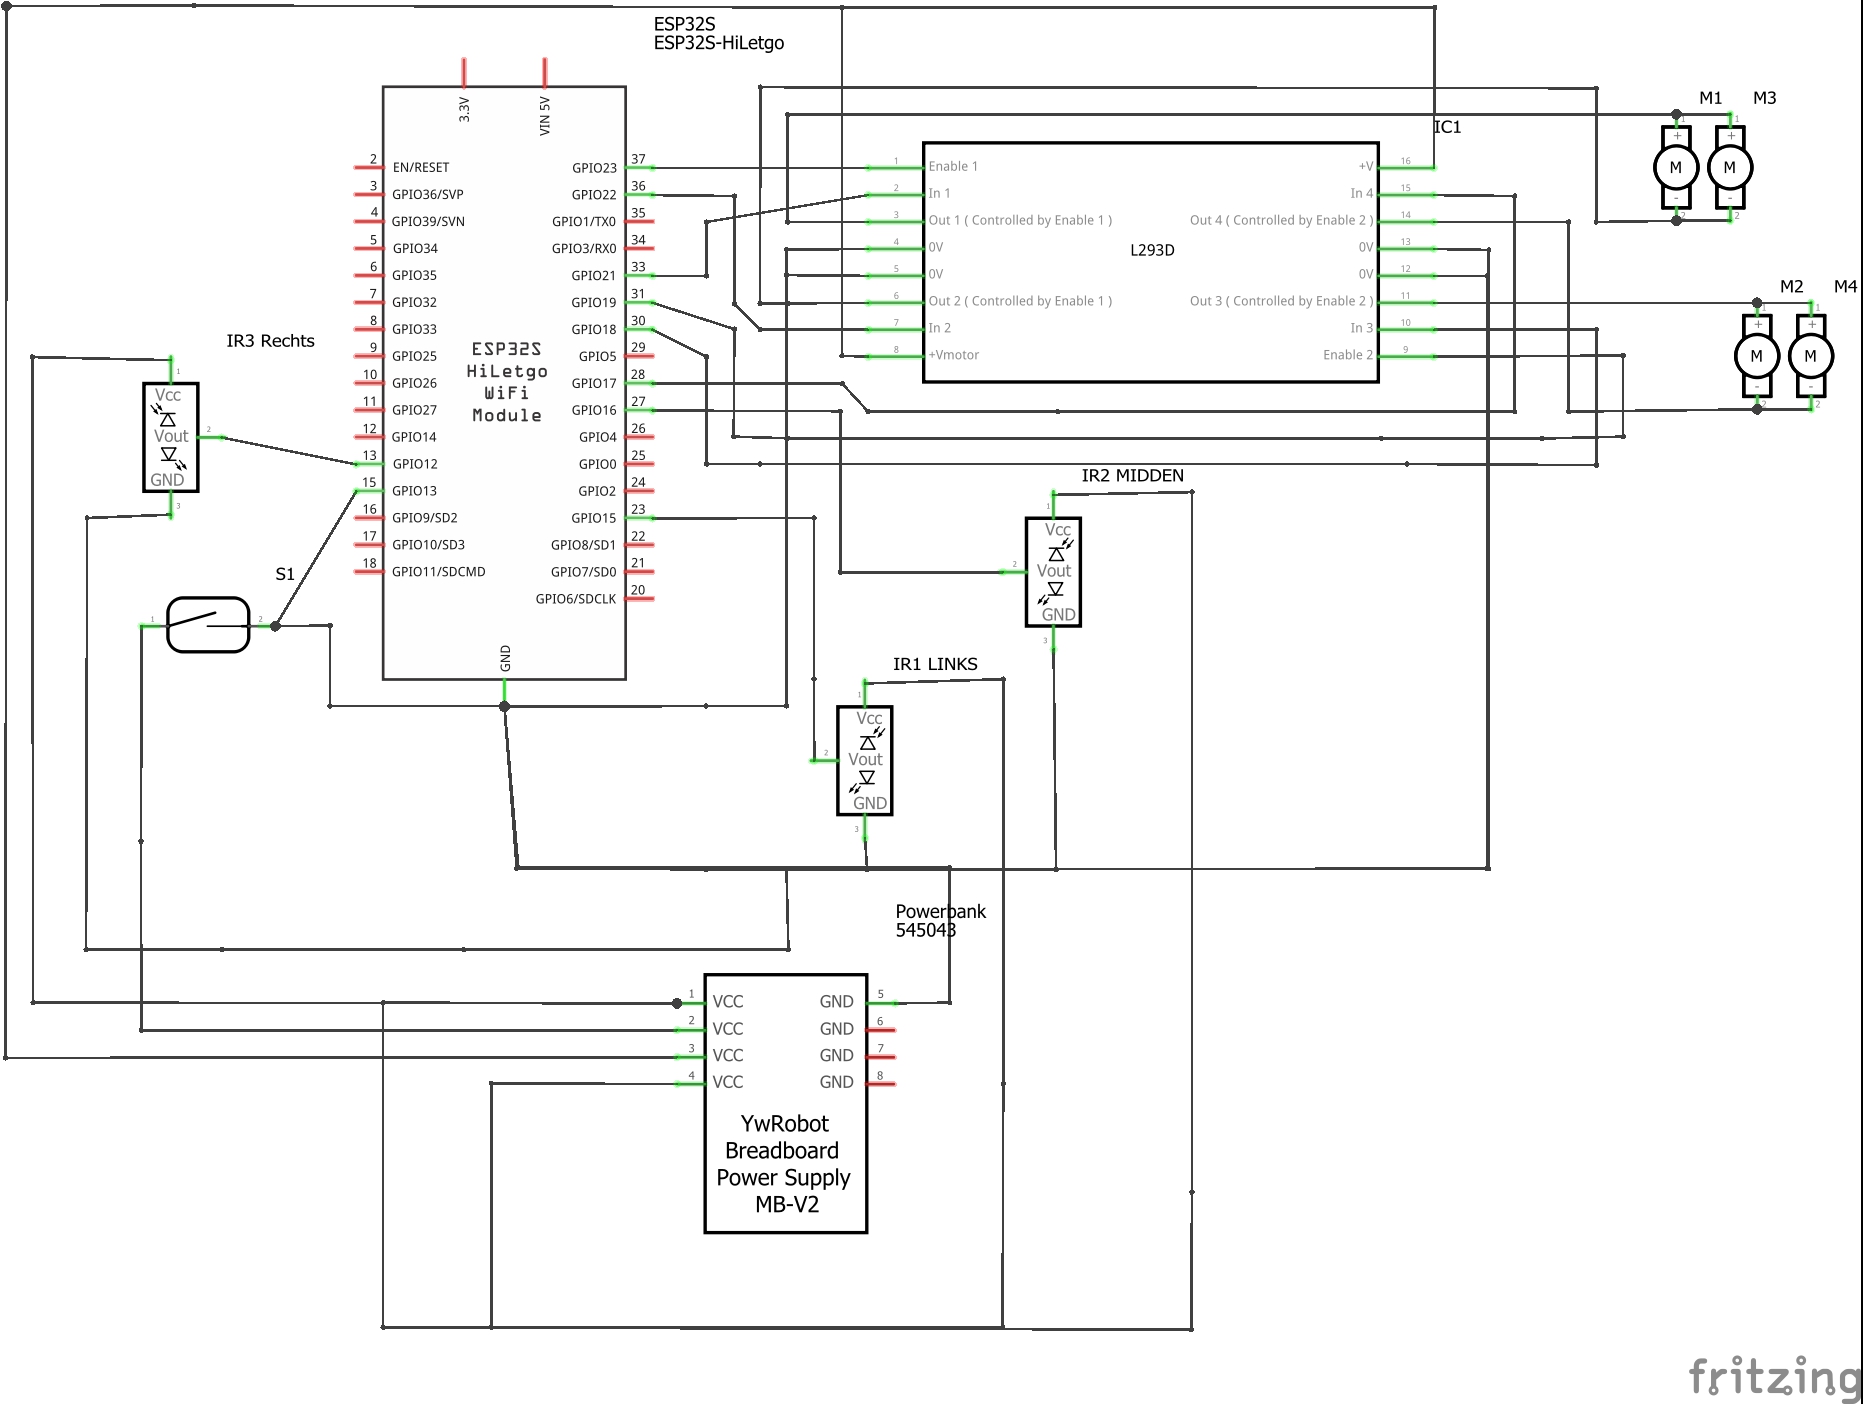 ESP32S
ESP32S-HiLetgo
3.3V
VIN 5V
2 EN/RESET
3 GPIO36/SVP
4 GPIO39/SVN
5 GPIO34
6 GPIO35
7 GPIO32
8 GPIO33
9 GPIO25
10 GPIO26
11 GPIO27
12 GPIO14
13 GPIO12
15 GPIO13
16 GPIO9/SD2
17 GPIO10/SD3
18 GPIO11/SDCMD
GPIO23 37
GPIO22 36
GPIO1/TX0 35
GPIO3/RX0 34
GPIO21 33
GPIO19 31
GPIO18 30
GPIO5 29
GPIO17 28
GPIO16 27
GPIO4 26
GPIO0 25
GPIO2 24
GPIO15 23
GPIO8/SD1 22
GPIO7/SD0 21
GPIO6/SDCLK 20
ESP32S
HiLetgo
WiFi
Module
GND
IC1
1 Enable 1
2 In 1
3 Out 1 ( Controlled by Enable 1 )
4 0V
5 0V
6 Out 2 ( Controlled by Enable 1 )
7 In 2
8 +Vmotor
L293D
+V 16
In 4 15
Out 4 ( Controlled by Enable 2 ) 14
0V 13
0V 12
Out 3 ( Controlled by Enable 2 ) 11
In 3 10
Enable 2 9
M1 M3
1 1
+ +
M M
- -
2 2
M2 M4
1 1
+ +
M M
- -
2 2
IR3 Rechts
1
Vcc
Vout 2
GND
3
S1
1 2
IR2 MIDDEN
1
Vcc
2 Vout
GND
3
IR1 LINKS
1
Vcc
2 Vout
GND
3
Powerbank
545043
1 VCC GND 5
2 VCC GND 6
3 VCC GND 7
4 VCC GND 8
YwRobot
Breadboard
Power Supply
MB-V2
fritzing